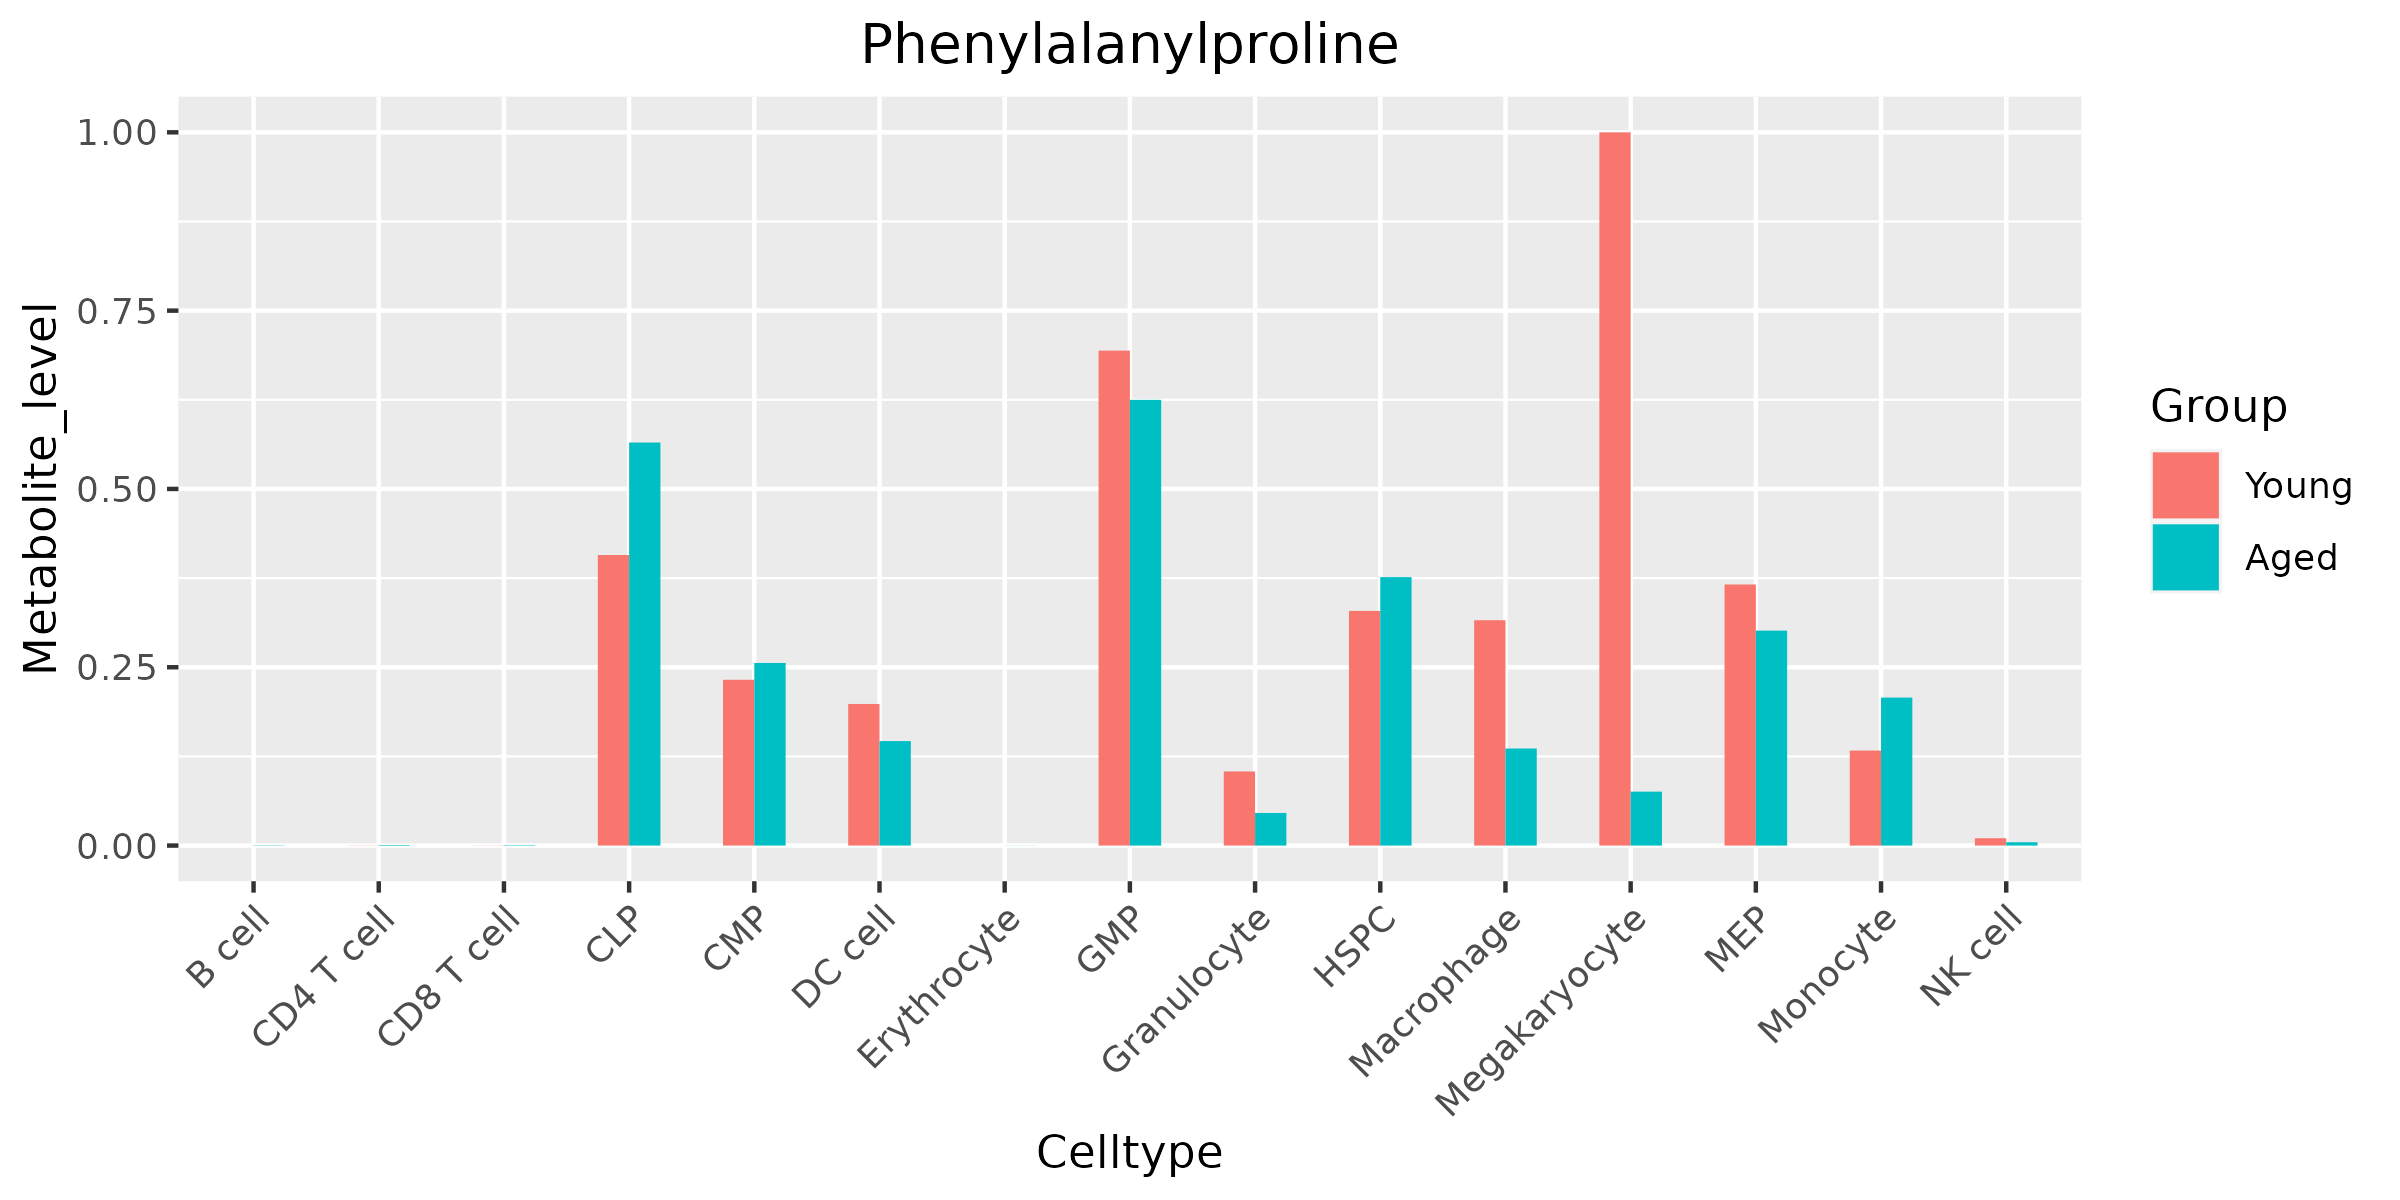 Phenylalanylproline
Metabolite_level
1.00
0.75
0.50
0.25
0.00
B cell
CD4 T cell
CD8 T cell
CLP
CMP
DC cell
Erythrocyte
GMP
Granulocyte
HSPC
Macrophage
Megakaryocyte
MEP
Monocyte
NK cell
Celltype
Group
Young
Aged